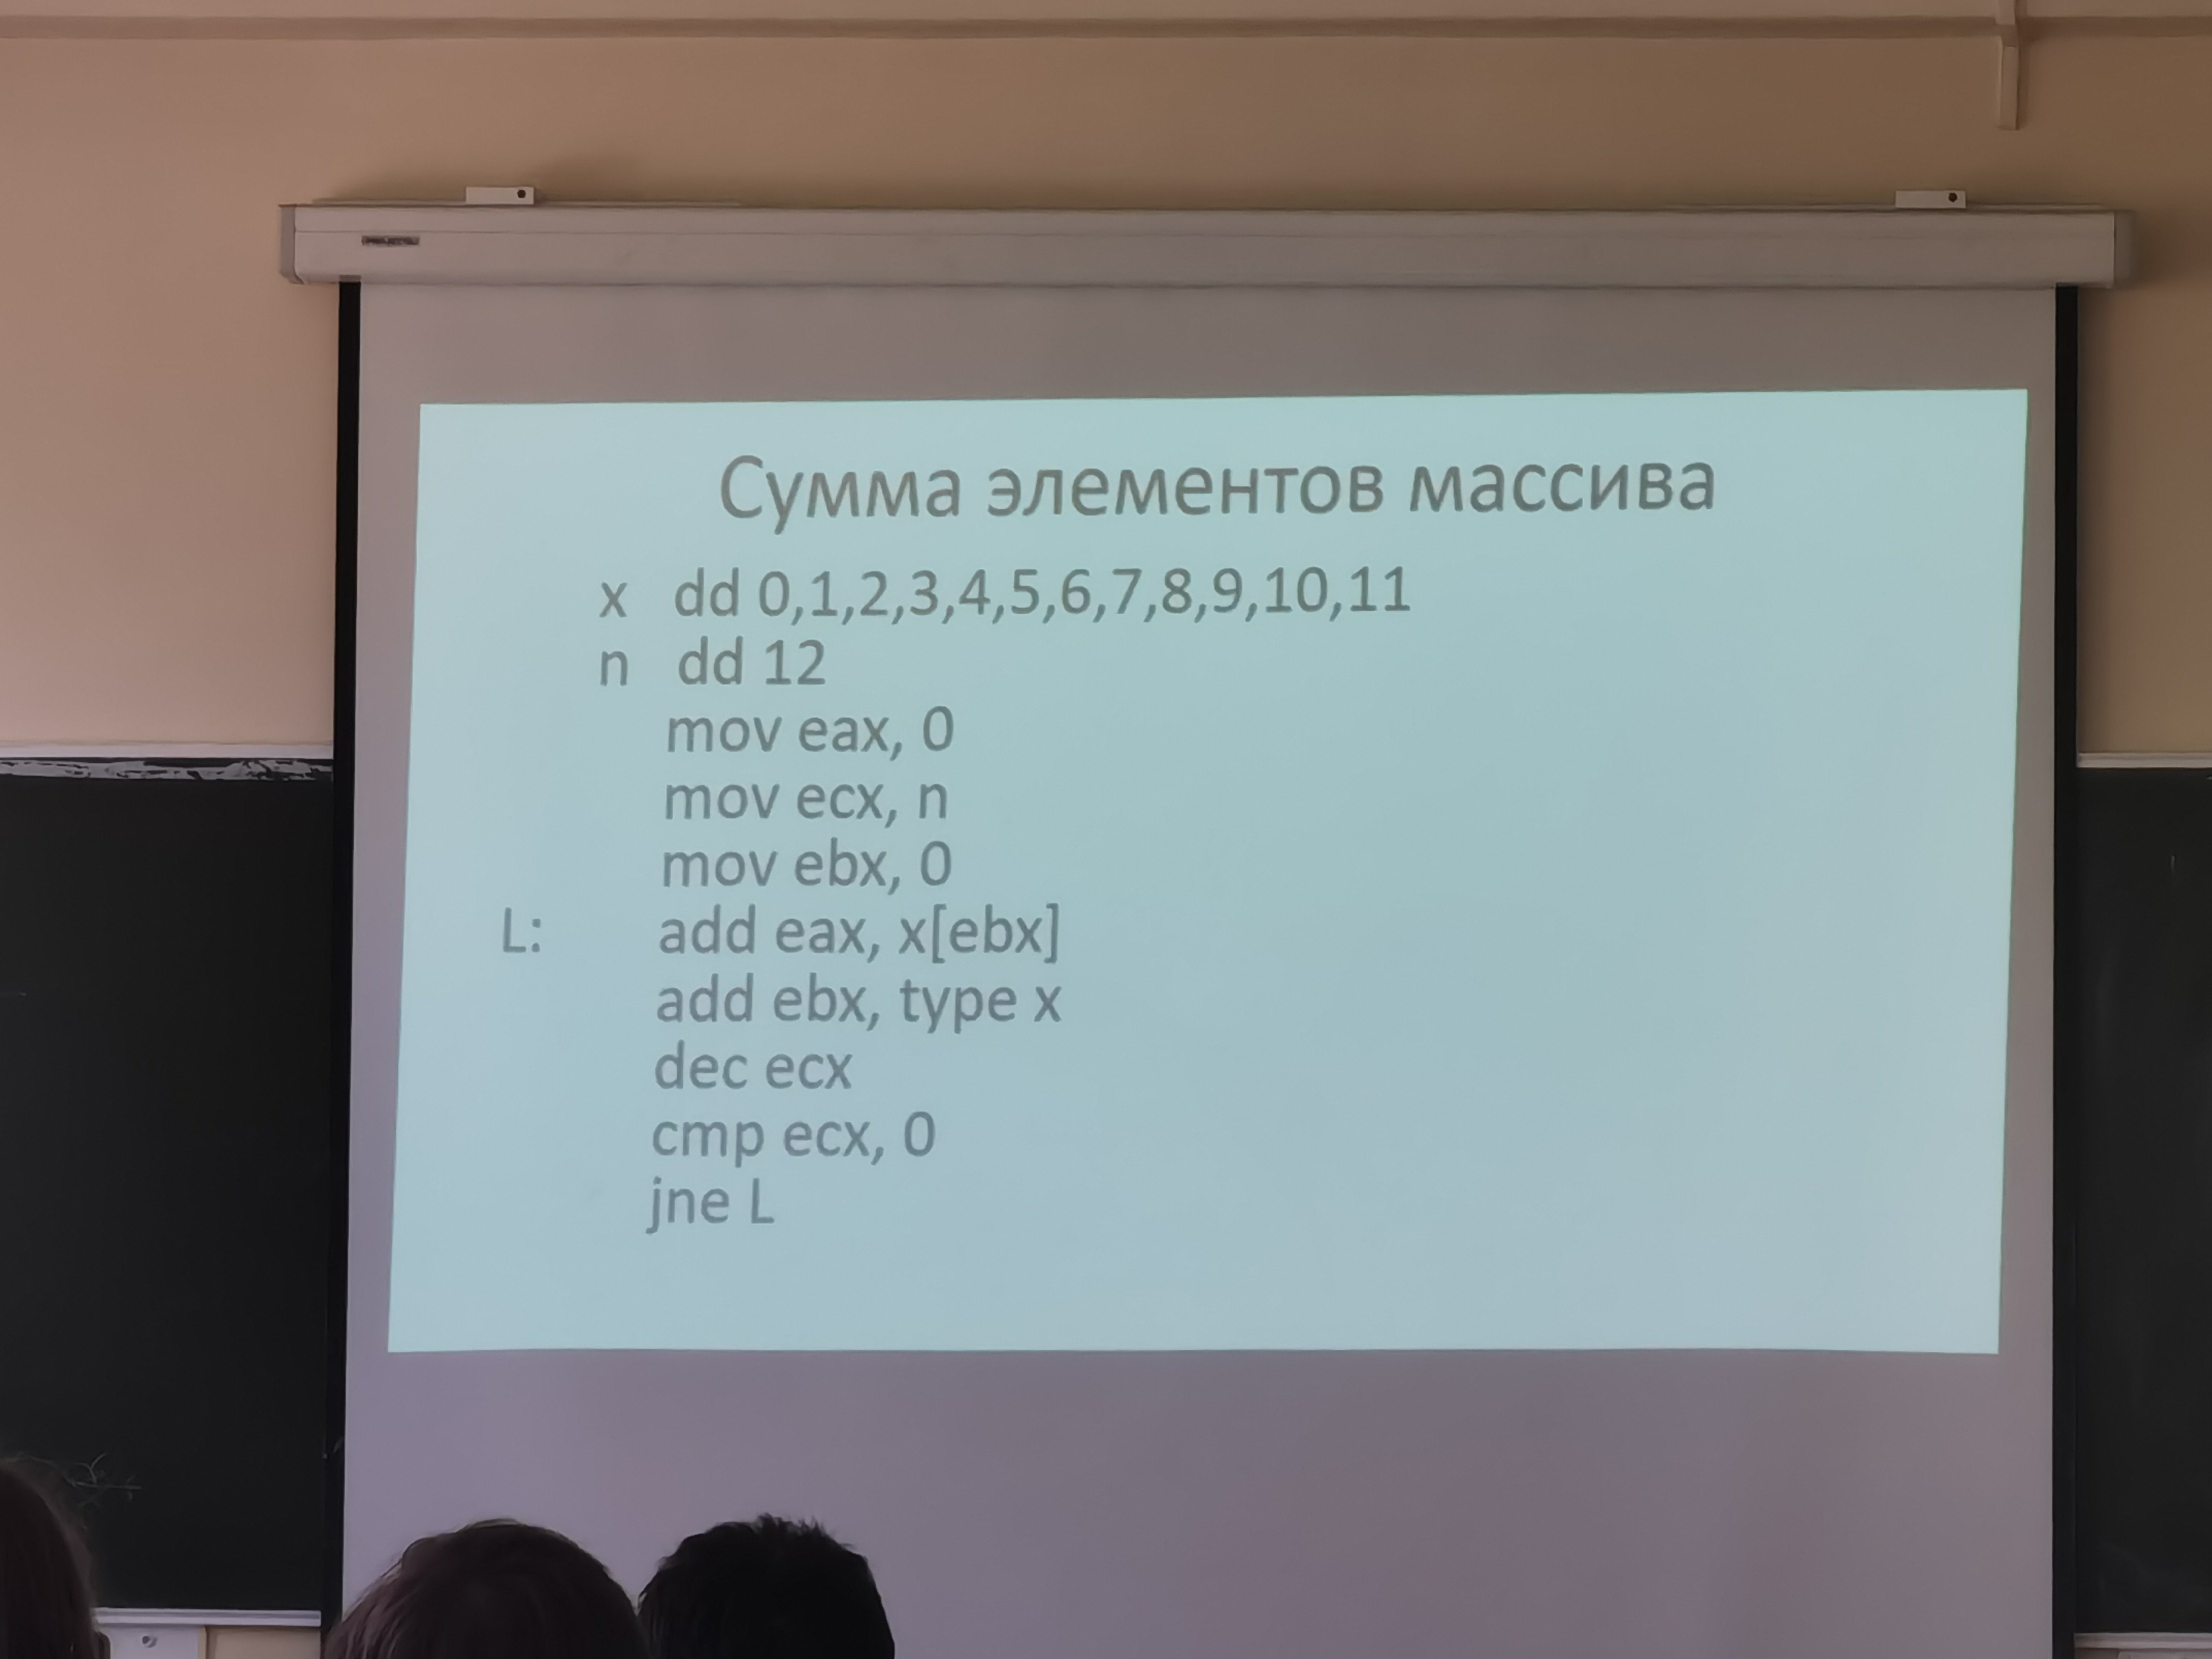 Сумма элементов массива
x dd 0,1,2,3,4,5,6,7,8,9,10,11
n dd 12
mov eax, 0
mov ecx, n
mov ebx, 0
L: add eax, x[ebx]
add ebx, type x
dec ecx
cmp ecx, 0
jne L